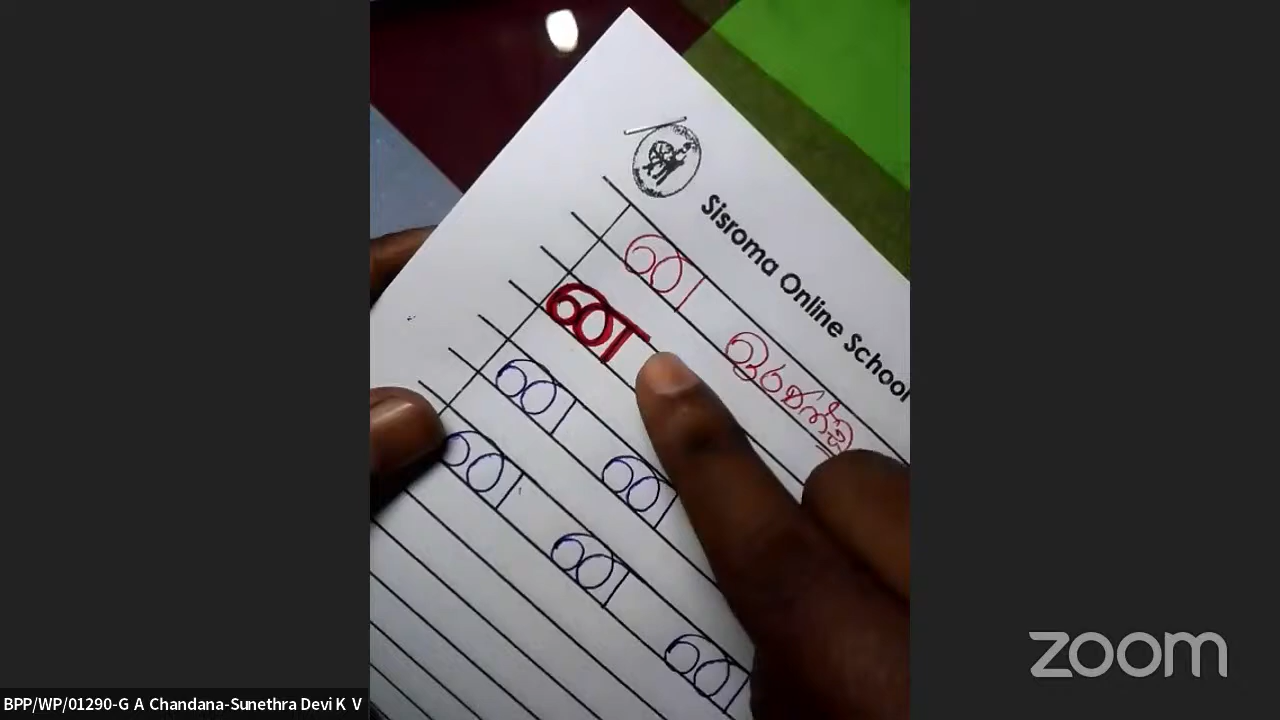 Sisroma Online School
ன
ன
ன ன
ன ன ன
BPP/WP/01290-G A Chandana-Sunethra Devi K V
zoom